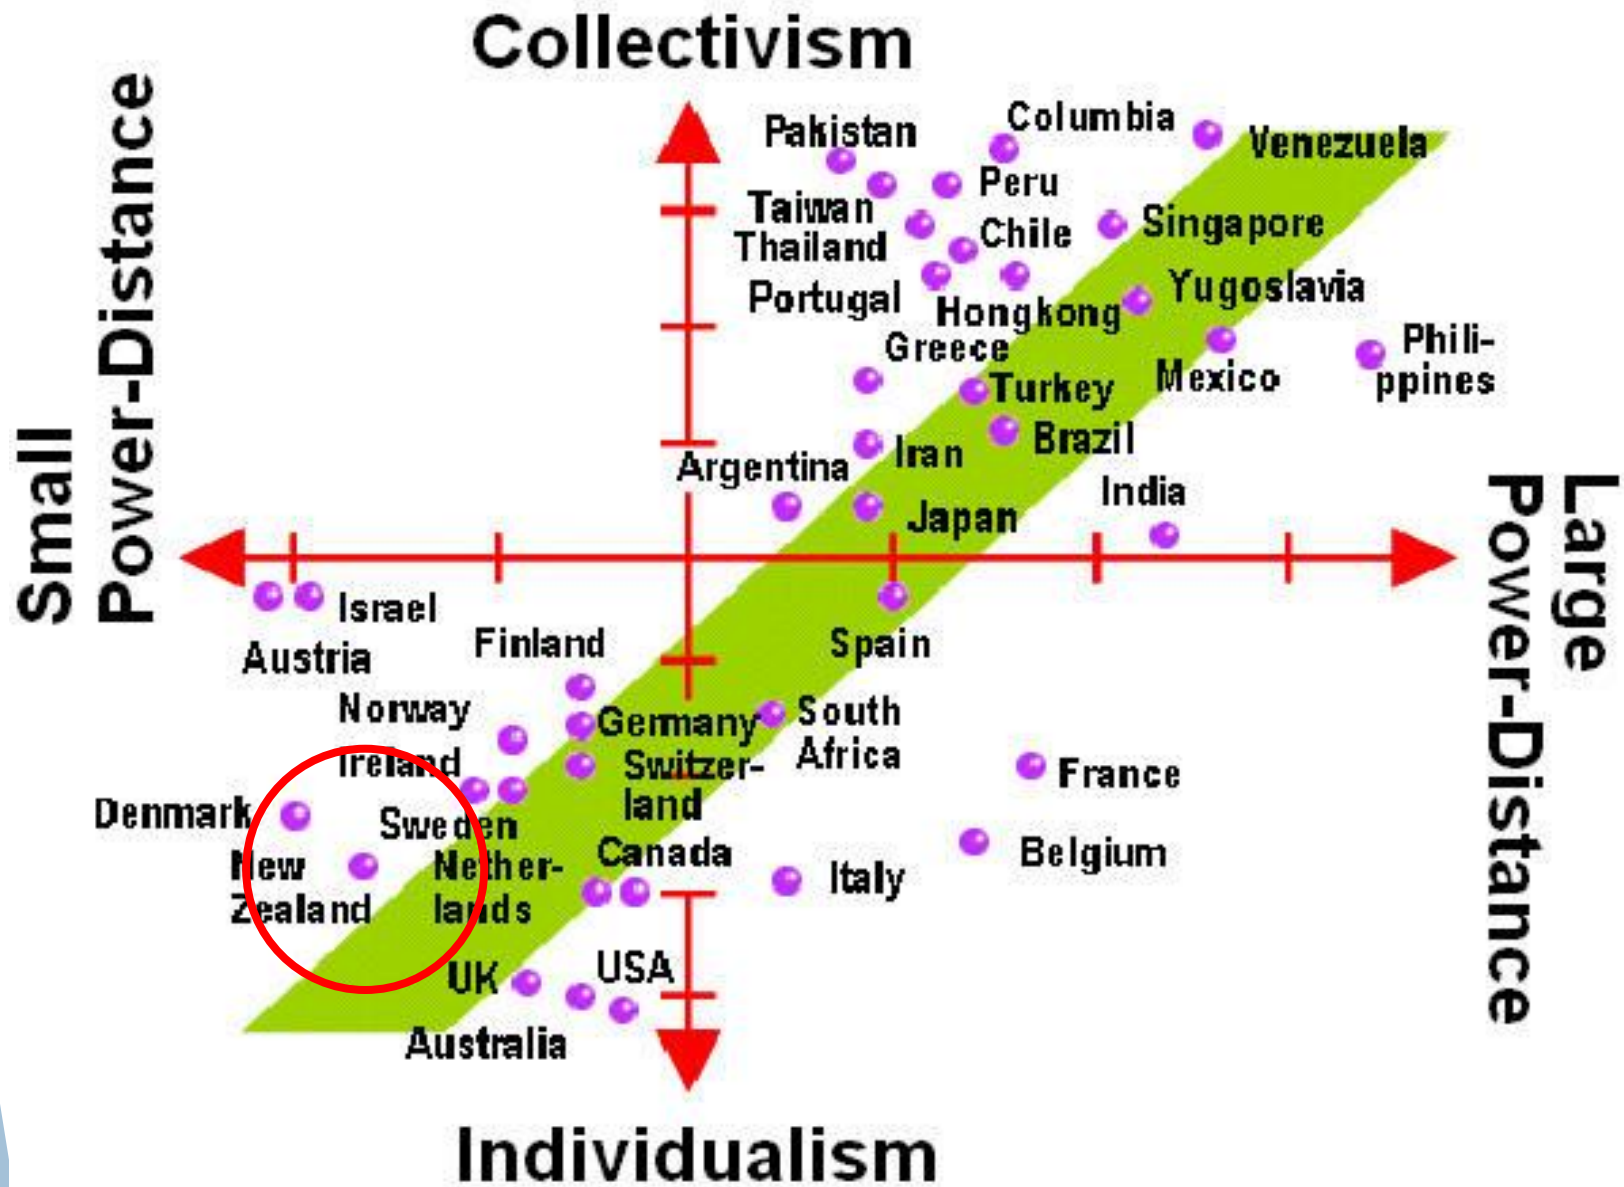 Collectivism
Small
Power-Distance
Large
Power-Distance
Pakistan
Columbia
Venezuela
Peru
Taiwan
Thailand
Chile
Singapore
Portugal
Hongkong
Yugoslavia
Greece
Phili-
ppines
Turkey
Mexico
Iran
Brazil
Argentina
India
Japan
Israel
Austria
Finland
Spain
Norway
Germany
South
Africa
Ireland
Switzer-
land
France
Denmark
Sweden
New
Zealand
Nether-
lands
Canada
Italy
Belgium
UK
USA
Australia
Individualism